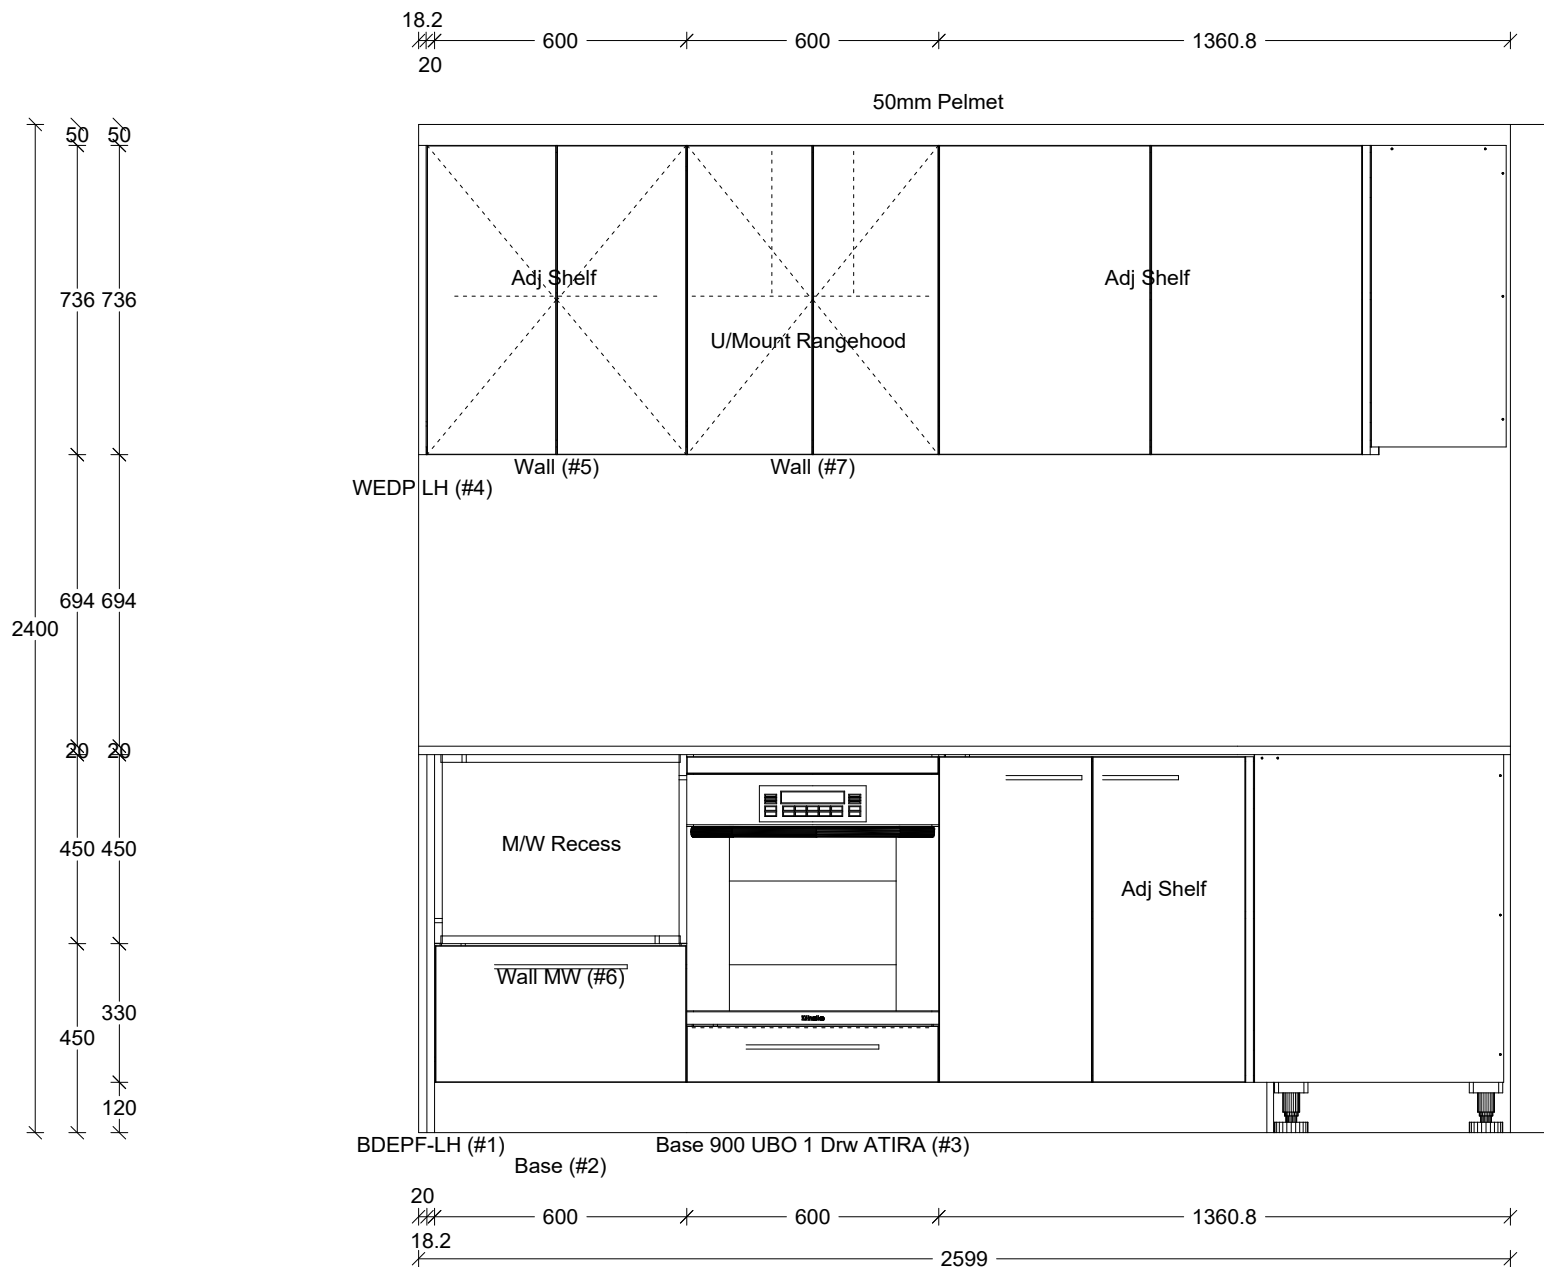 18.2
600
600
1360.8
20
50mm Pelmet
50 50
Adj Shelf
Adj Shelf
736 736
U/Mount Rangehood
Wall (#5)
Wall (#7)
WEDP LH (#4)
694 694
2400
20 20
M/W Recess
450 450
Adj Shelf
Wall MW (#6)
330
450
120
BDEPF-LH (#1)
Base 900 UBO 1 Drw ATIRA (#3)
Base (#2)
20
600
600
1360.8
18.2
2599